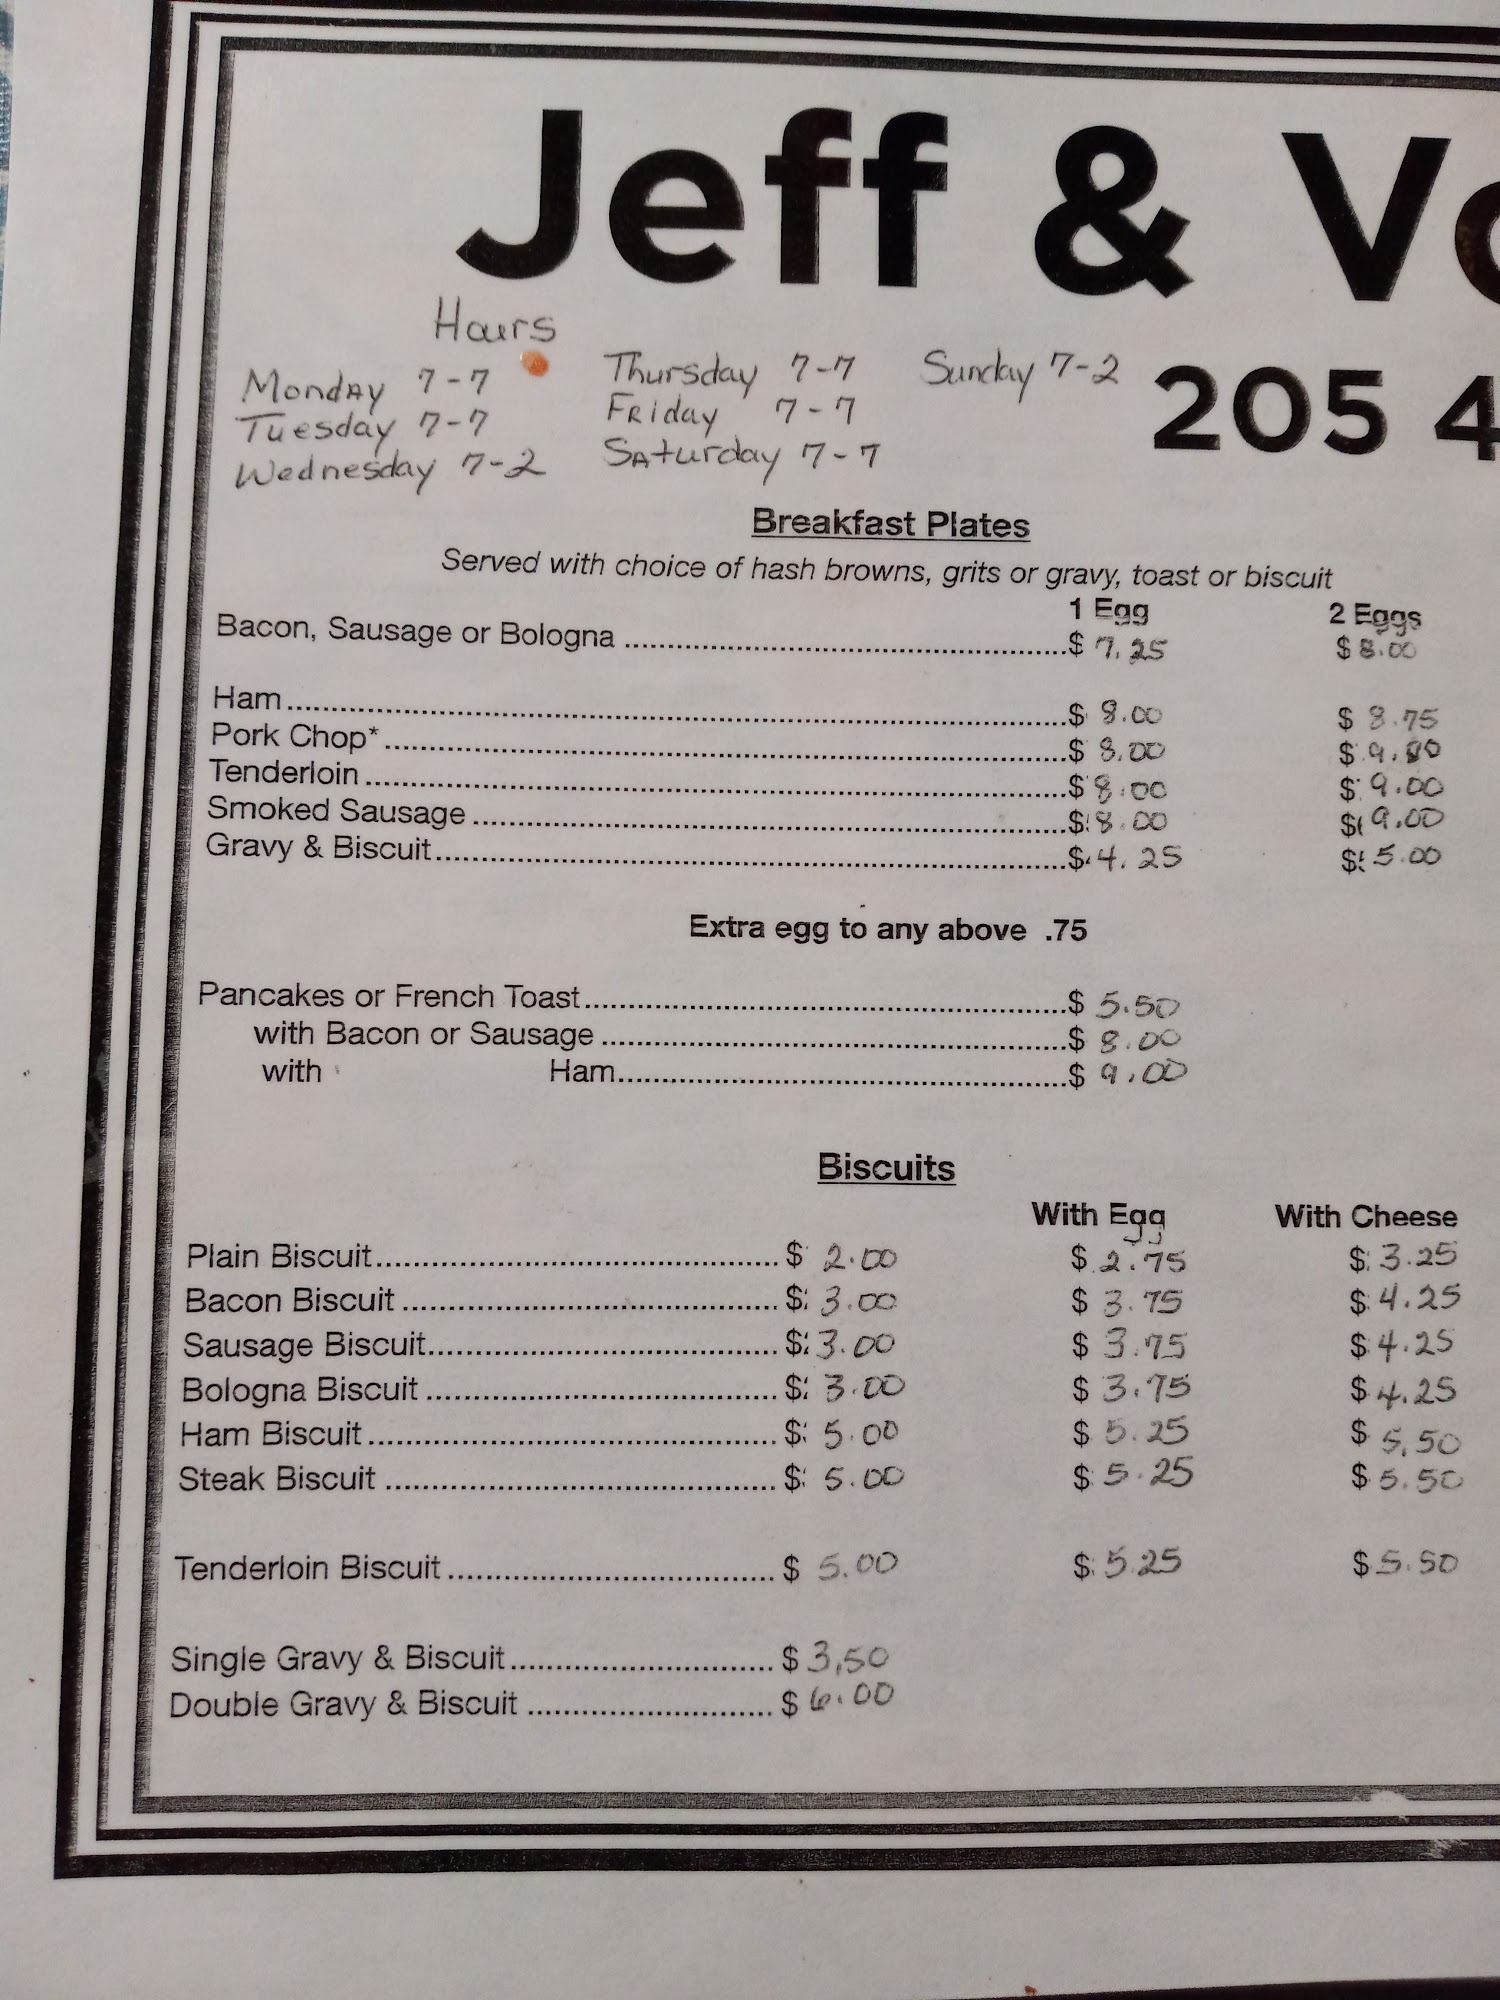 Jeff & V
Hours
Monday 7-7 Thursday 7-7 Sunday 7-2
Tuesday 7-7 Friday 7-7
Wednesday 7-2 Saturday 7-7
205 4
Breakfast Plates
Served with choice of hash browns, grits or gravy, toast or biscuit
1 Egg 2 Eggs
Bacon, Sausage or Bologna $ 7.25 $ 8.00
Ham $ 8.00 $ 8.75
Pork Chop* $ 8.00 $ 9.00
Tenderloin $ 8.00 $ 9.00
Smoked Sausage $ 8.00 $ 9.00
Gravy & Biscuit $ 4.25 $ 5.00
Extra egg to any above .75
Pancakes or French Toast $ 5.50
with Bacon or Sausage $ 8.00
with Ham $ 9.00
Biscuits
With Egg With Cheese
Plain Biscuit $ 2.00 $ 2.75 $ 3.25
Bacon Biscuit $ 3.00 $ 3.75 $ 4.25
Sausage Biscuit $ 3.00 $ 3.75 $ 4.25
Bologna Biscuit $ 3.00 $ 3.75 $ 4.25
Ham Biscuit $ 5.00 $ 5.25 $ 5.50
Steak Biscuit $ 5.00 $ 5.25 $ 5.50
Tenderloin Biscuit $ 5.00 $ 5.25 $ 5.50
Single Gravy & Biscuit $ 3.50
Double Gravy & Biscuit $ 6.00